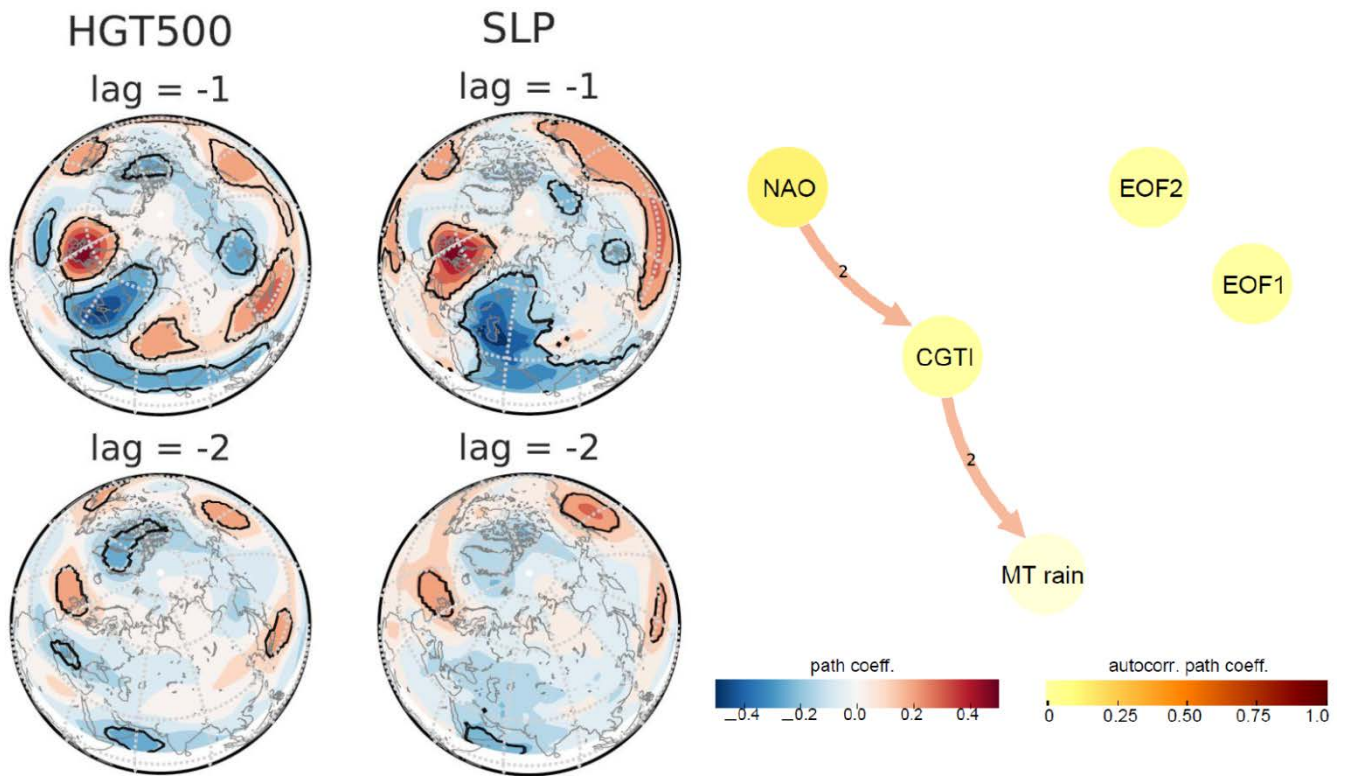 HGT500
SLP
lag = -1
lag = -1
lag = -2
lag = -2
NAO
EOF2
EOF1
2
CGTI
2
MT rain
path coeff.
−0.4 −0.2 0.0 0.2 0.4
autocorr. path coeff.
0 0.25 0.50 0.75 1.0